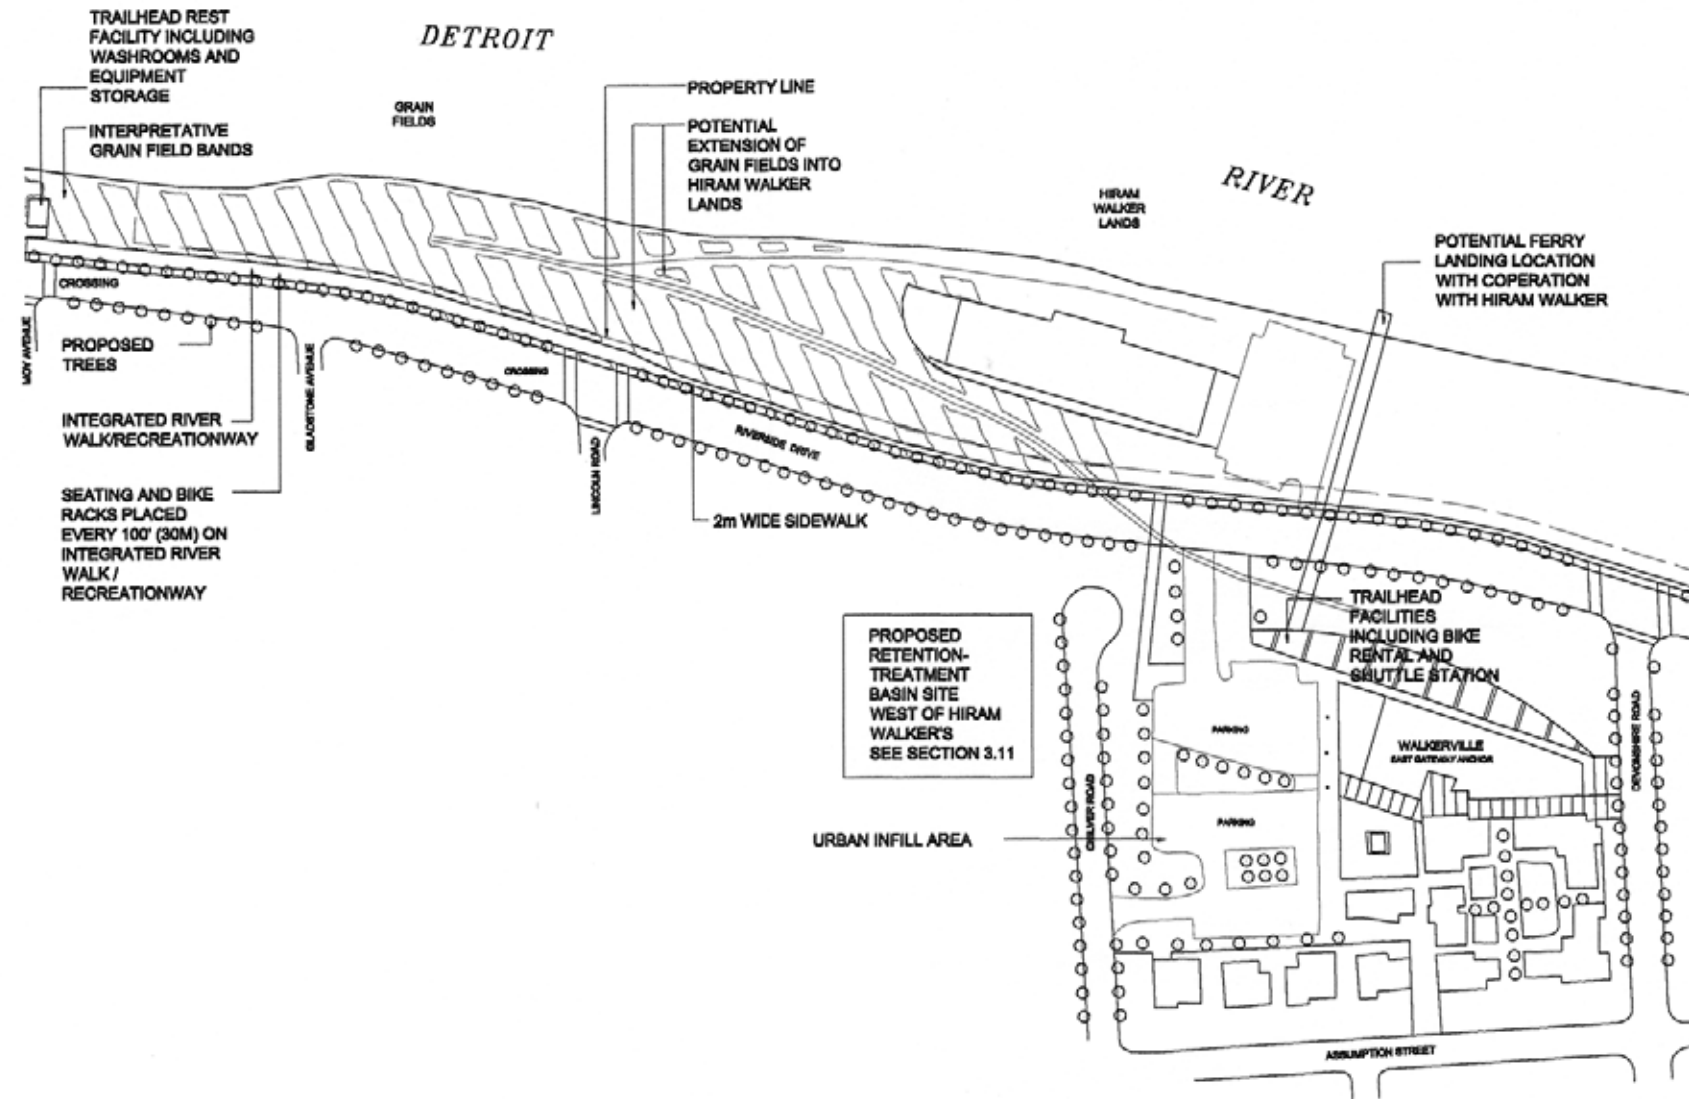 TRAILHEAD REST
FACILITY INCLUDING
WASHROOMS AND
EQUIPMENT
STORAGE
INTERPRETATIVE
GRAIN FIELD BANDS
DETROIT
GRAIN
FIELDS
PROPERTY LINE
POTENTIAL
EXTENSION OF
GRAIN FIELDS INTO
HIRAM WALKER
LANDS
RIVER
HIRAM
WALKER
LANDS
POTENTIAL FERRY
LANDING LOCATION
WITH COPERATION
WITH HIRAM WALKER
CROSSING
MOY AVENUE
PROPOSED
TREES
GLADSTONE AVENUE
CROSSING
INTEGRATED RIVER
WALK/RECREATIONWAY
LINCOLN ROAD
RIVERSIDE DRIVE
SEATING AND BIKE
RACKS PLACED
EVERY 100' (30M) ON
INTEGRATED RIVER
WALK /
RECREATIONWAY
2m WIDE SIDEWALK
TRAILHEAD
FACILITIES
INCLUDING BIKE
RENTAL AND
SHUTTLE STATION
PROPOSED
RETENTION-
TREATMENT
BASIN SITE
WEST OF HIRAM
WALKER'S
SEE SECTION 3.11
PARKING
WALKERVILLE
EAST GATEWAY ANCHOR
DEVONSHIRE ROAD
CHILVER ROAD
PARKING
URBAN INFILL AREA
ASSUMPTION STREET